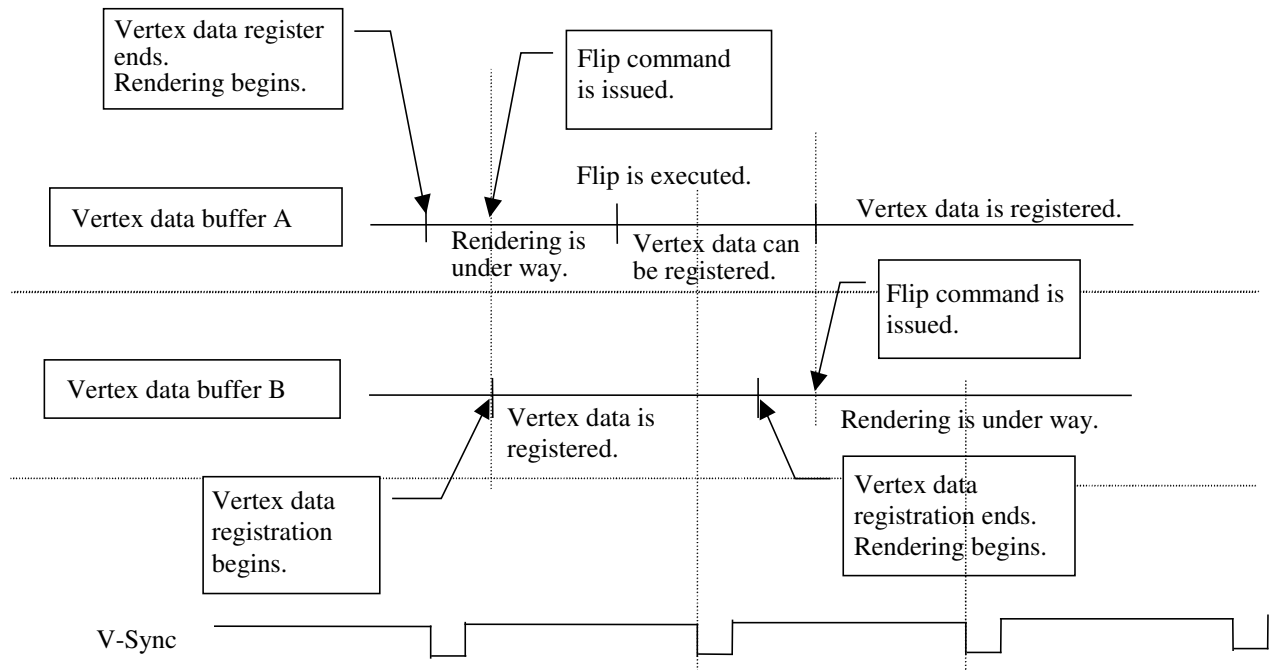 Vertex data register
ends.
Rendering begins.
Flip command
is issued.
Flip is executed.
Vertex data buffer A
Vertex data is registered.
Rendering is
under way.
Vertex data can
be registered.
Flip command is
issued.
Vertex data buffer B
Vertex data is
registered.
Rendering is under way.
Vertex data
registration
begins.
Vertex data
registration ends.
Rendering begins.
V-Sync